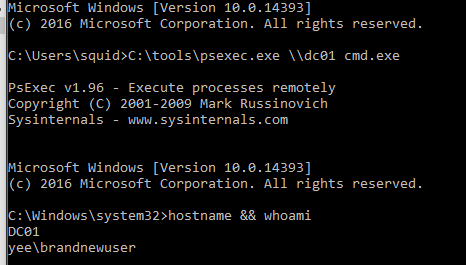 Microsoft Windows [Version 10.0.14393]
(c) 2016 Microsoft Corporation. All rights reserved.
C:\Users\squid>C:\tools\psexec.exe \\dc01 cmd.exe
PsExec v1.96 - Execute processes remotely
Copyright (C) 2001-2009 Mark Russinovich
Sysinternals - www.sysinternals.com
Microsoft Windows [Version 10.0.14393]
(c) 2016 Microsoft Corporation. All rights reserved.
C:\Windows\system32>hostname && whoami
DC01
yee\brandnewuser